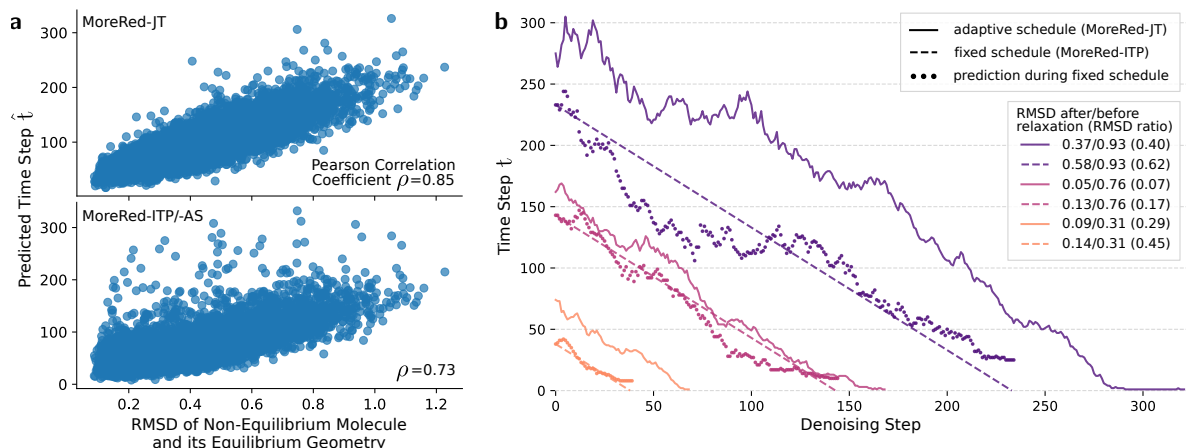 a
MoreRed-JT
300
200
100
Pearson Correlation
Coefficient ρ=0.85
MoreRed-ITP/-AS
300
200
100
0
ρ=0.73
0.2 0.4 0.6 0.8 1.0 1.2
Predicted Time Step t̂
RMSD of Non-Equilibrium Molecule
and its Equilibrium Geometry
b
300
250
200
150
100
50
0
Time Step t
0 50 100 150 200 250 300
Denoising Step
adaptive schedule (MoreRed-JT)
fixed schedule (MoreRed-ITP)
prediction during fixed schedule
RMSD after/before
relaxation (RMSD ratio)
0.37/0.93 (0.40)
0.58/0.93 (0.62)
0.05/0.76 (0.07)
0.13/0.76 (0.17)
0.09/0.31 (0.29)
0.14/0.31 (0.45)